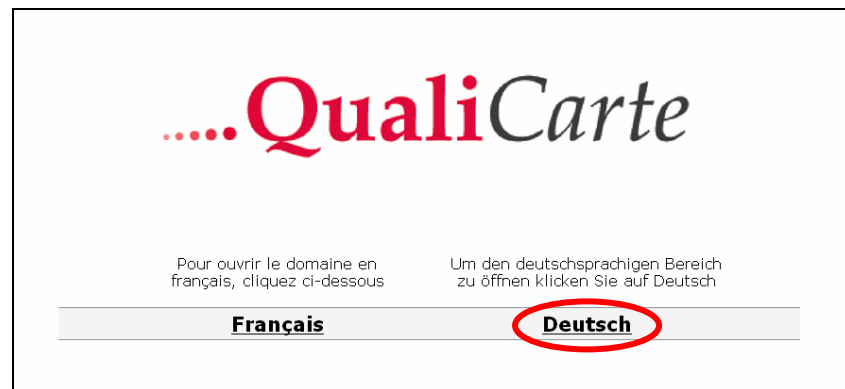 .....QualiCarte
Pour ouvrir le domaine en
français, cliquez ci-dessous
Um den deutschsprachigen Bereich
zu öffnen klicken Sie auf Deutsch
Français
Deutsch